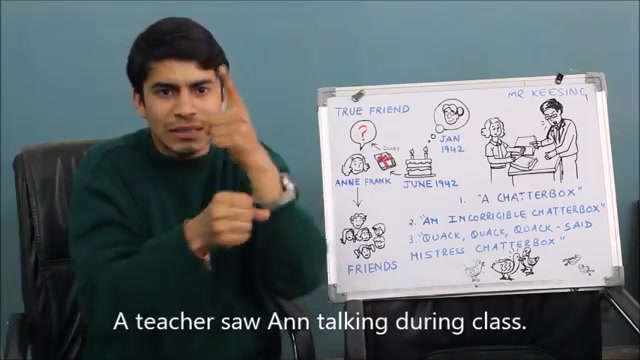 MR. KEESING
TRUE FRIEND
?
DIARY
JAN
1942
ANNE FRANK
JUNE 1942
1. "A CHATTERBOX"
2. "AN INCORRIGIBLE CHATTERBOX"
3. "QUACK, QUACK, QUACK - SAID
MISTRESS CHATTERBOX"
FRIENDS
A teacher saw Ann talking during class.